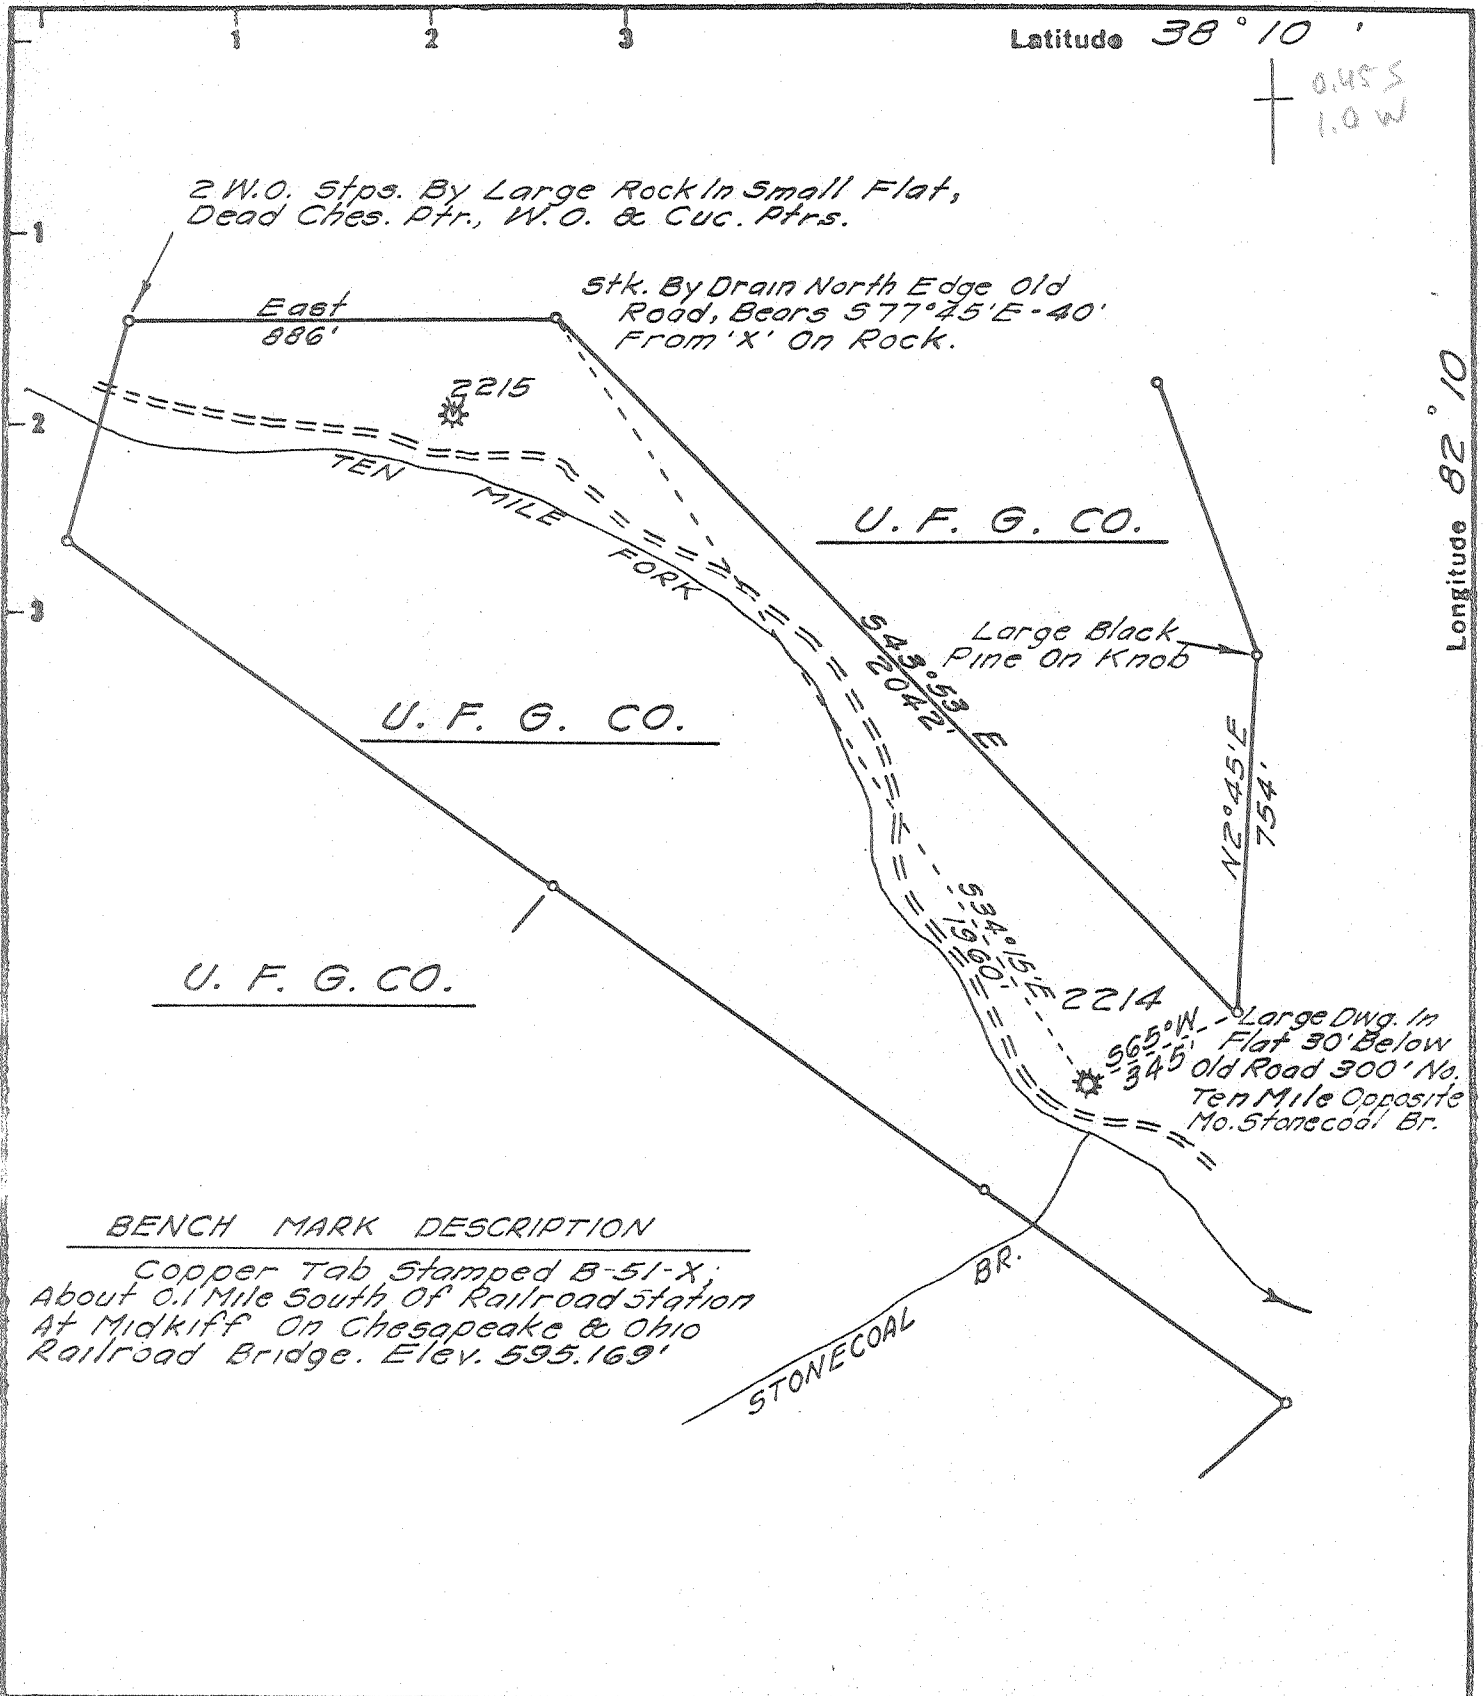 1 2 3
Latitude 38°10'
0.45 S
1.0 W
2 W.O. Stps. By Large Rock In Small Flat,
Dead Ches. Ptr., W.O. & Cuc. Ptrs.
1
East
886'
Stk. By Drain North Edge Old
Road, Bears S 77°45'E - 40'
From 'X' On Rock.
2215
2
TEN MILE FORK
U. F. G. CO.
Longitude 82°10
3
S43°53 E
2042'
Large Black
Pine On Knob
U. F. G. CO.
N2°45'E
754'
S34°15'E
1960'
U. F. G. CO.
2214
S65°W
345'
Large Dwg. In
Flat 30' Below
Old Road 300' No.
Ten Mile Opposite
Mo. Stonecoal Br.
BENCH MARK DESCRIPTION
Copper Tab Stamped B-51-X;
About 0.1 Mile South Of Railroad Station
At Midkiff On Chesapeake & Ohio
Railroad Bridge. Elev. 595.169'
STONECOAL BR.